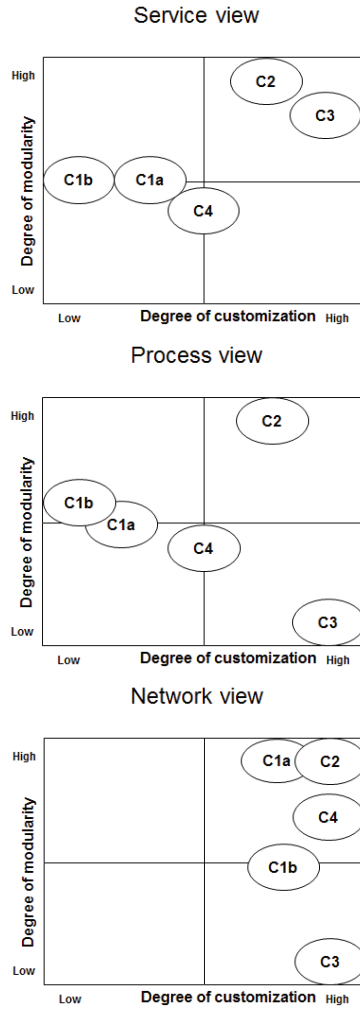 Service view
High
C2
C3
Degree of modularity
C1b
C1a
C4
Low
Low
Degree of customization
High
Process view
High
C2
Degree of modularity
C1b
C1a
C4
C3
Low
Low
Degree of customization
High
Network view
High
C1a
C2
Degree of modularity
C4
C1b
C3
Low
Low
Degree of customization
High